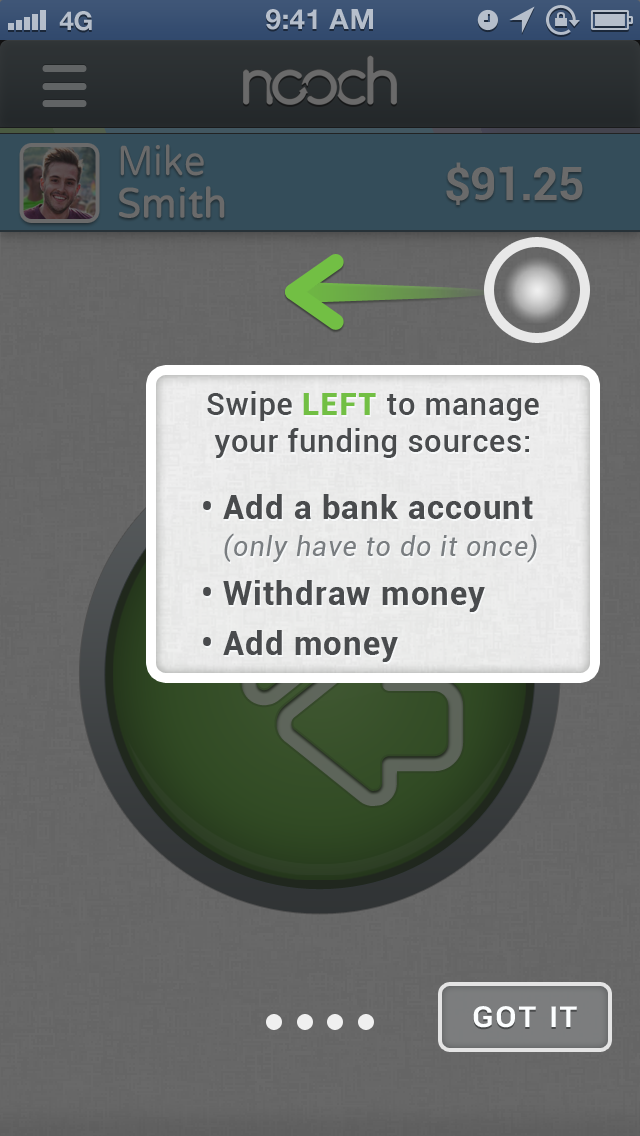 4G 9:41 AM
nooch
Mike
Smith
$91.25
Swipe LEFT to manage
your funding sources:
• Add a bank account
(only have to do it once)
• Withdraw money
• Add money
GOT IT